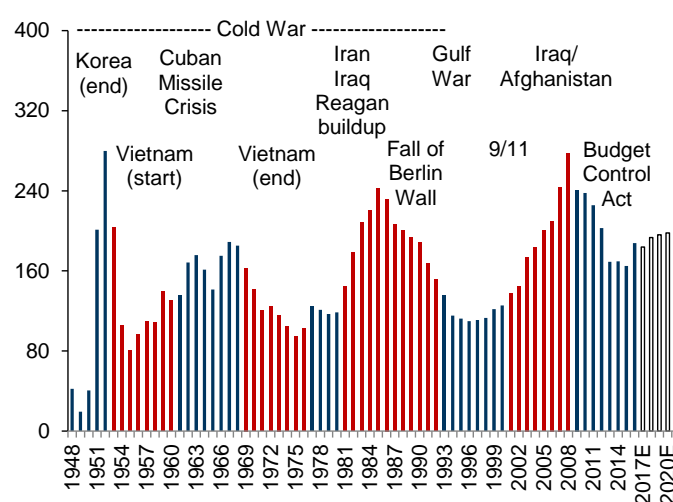 400
320
240
160
80
0
Cold War
Korea
(end)
Cuban
Missile
Crisis
Iran
Iraq
Reagan
buildup
Gulf
War
Iraq/
Afghanistan
Vietnam
(start)
Vietnam
(end)
Fall of
Berlin
Wall
9/11
Budget
Control
Act
1948
1951
1954
1957
1960
1963
1966
1969
1972
1975
1978
1981
1984
1987
1990
1993
1996
1999
2002
2005
2008
2011
2014
2017E
2020E